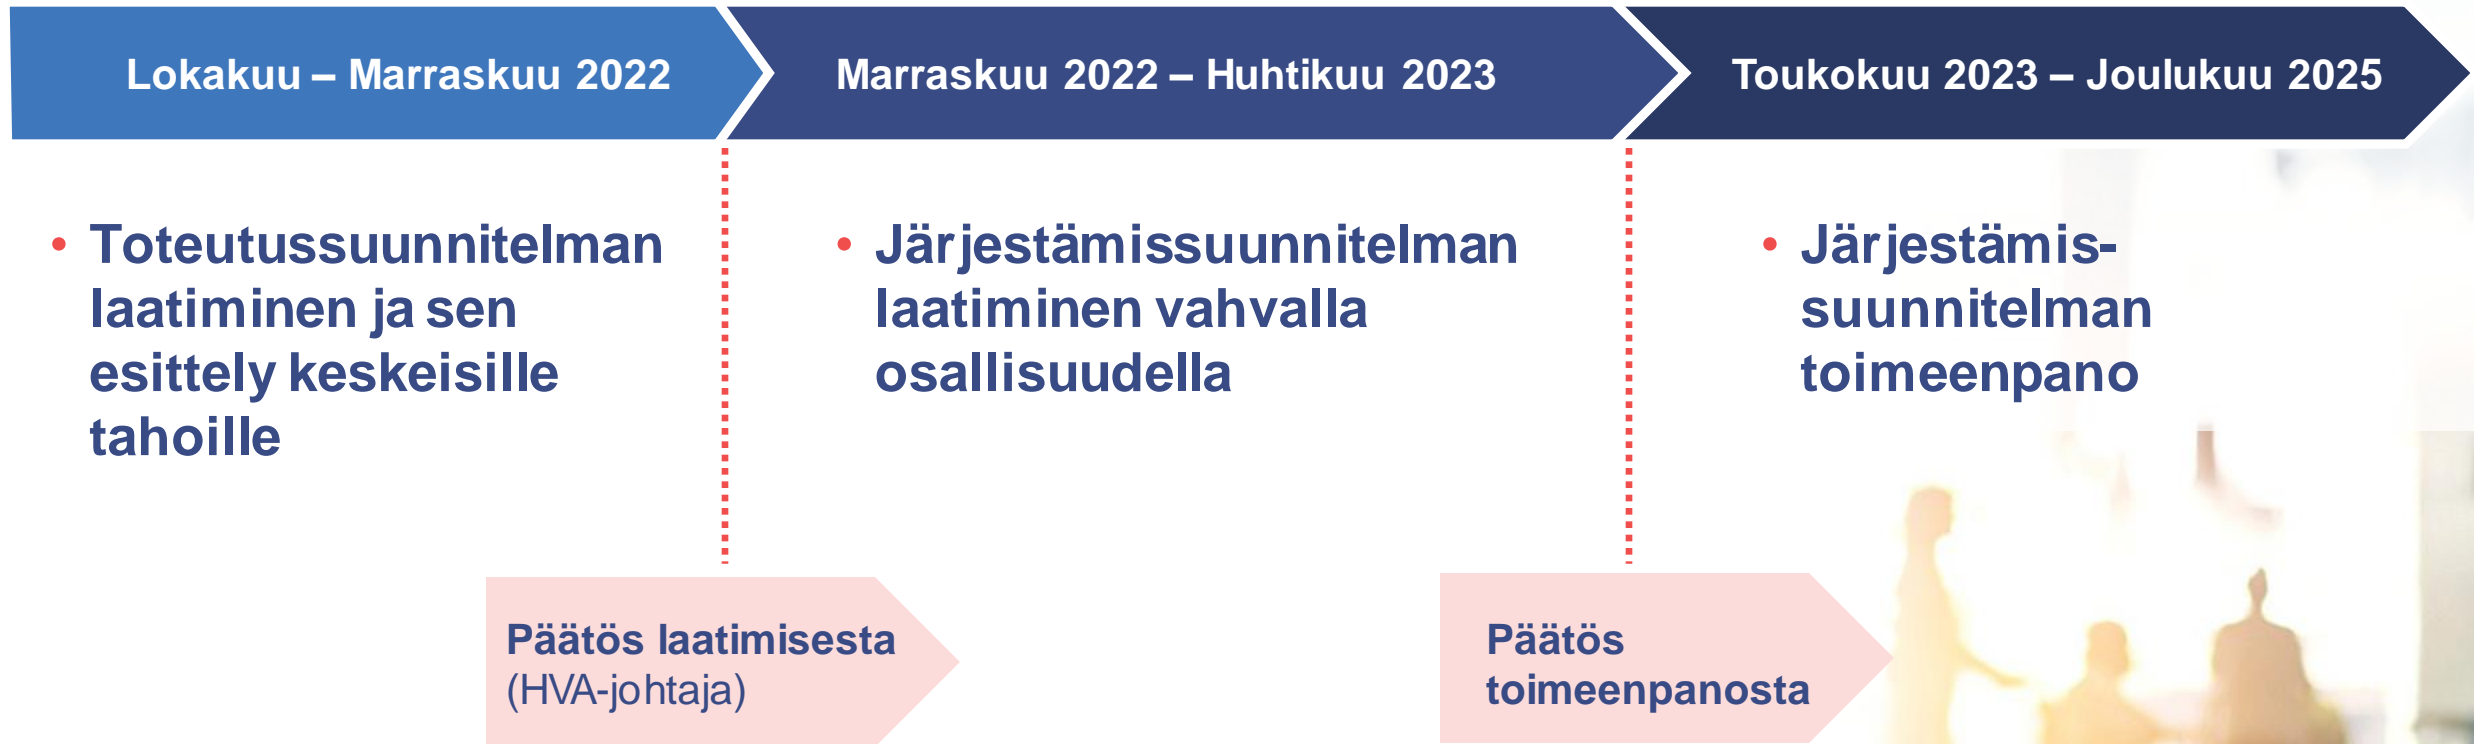 Lokakuu – Marraskuu 2022
Marraskuu 2022 – Huhtikuu 2023
Toukokuu 2023 – Joulukuu 2025
• Toteutussuunnitelman
laatiminen ja sen
esittely keskeisille
tahoille
• Järjestämissuunnitelman
laatiminen vahvalla
osallisuudella
• Järjestämis-
suunnitelman
toimeenpano
Päätös laatimisesta
(HVA-johtaja)
Päätös
toimeenpanosta